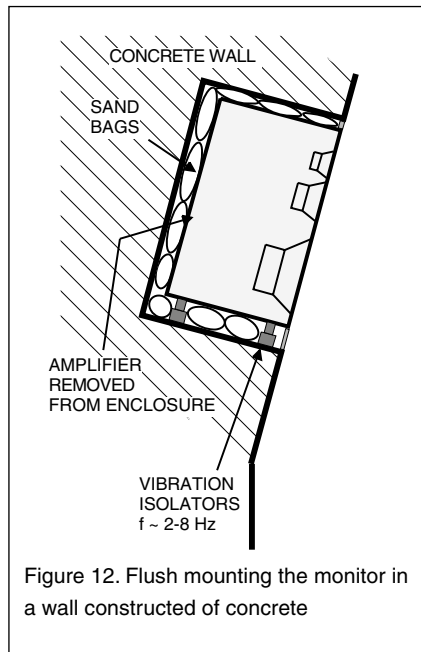 CONCRETE WALL
SAND
BAGS
AMPLIFIER
REMOVED
FROM ENCLOSURE
VIBRATION
ISOLATORS
f ~ 2-8 Hz
Figure 12. Flush mounting the monitor in
a wall constructed of concrete